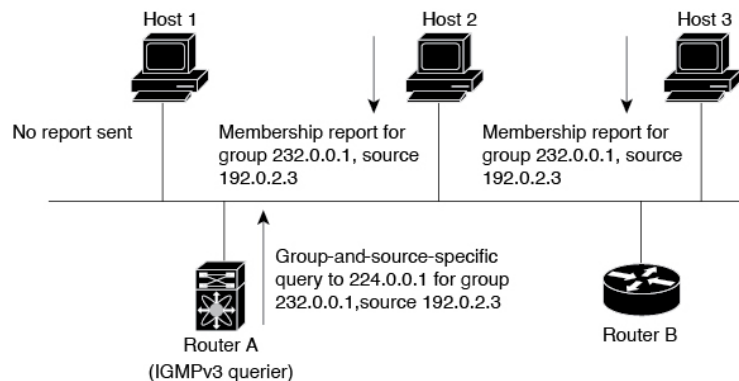 Host 1
Host 2
Host 3
No report sent
Membership report for
group 232.0.0.1, source
192.0.2.3
Membership report for
group 232.0.0.1, source
192.0.2.3
Group-and-source-specific
query to 224.0.0.1 for group
232.0.0.1,source 192.0.2.3
Router A
(IGMPv3 querier)
Router B